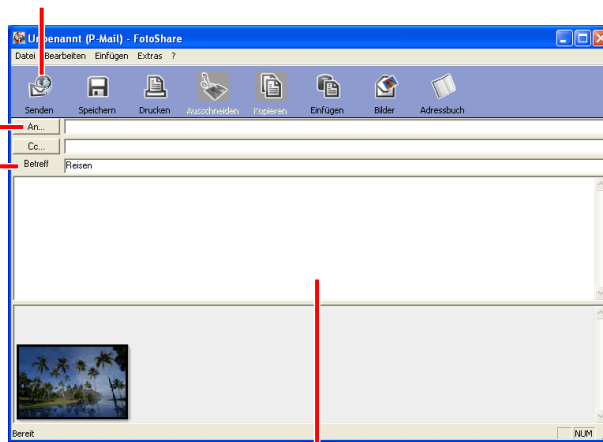 Unbenannt (P-Mail) - FotoShare
Datei Bearbeiten Einfügen Extras ?
Senden Speichern Drucken Ausschneiden Kopieren Einfügen Bilder Adressbuch
An...
Cc...
Betreff Reisen
Bereit NUM